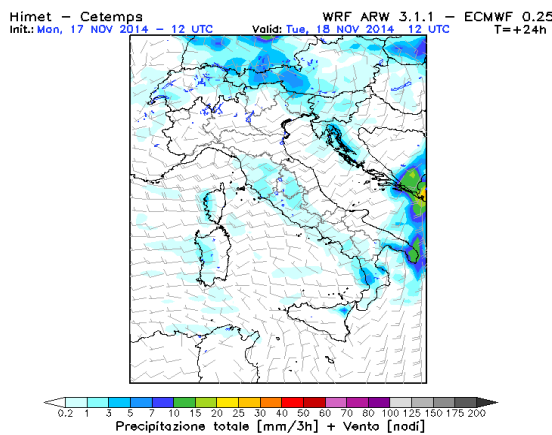 Himet – Cetemps WRF ARW 3.1.1 – ECMWF 0.25
Init.: Mon, 17 NOV 2014 – 12 UTC Valid: Tue, 18 NOV 2014 12 UTC T=+24h
0.2 1 3 5 7 10 15 20 25 30 40 50 60 70 80 100 125 150 175 200
Precipitazione totale [mm/3h] + Vento [nodi]